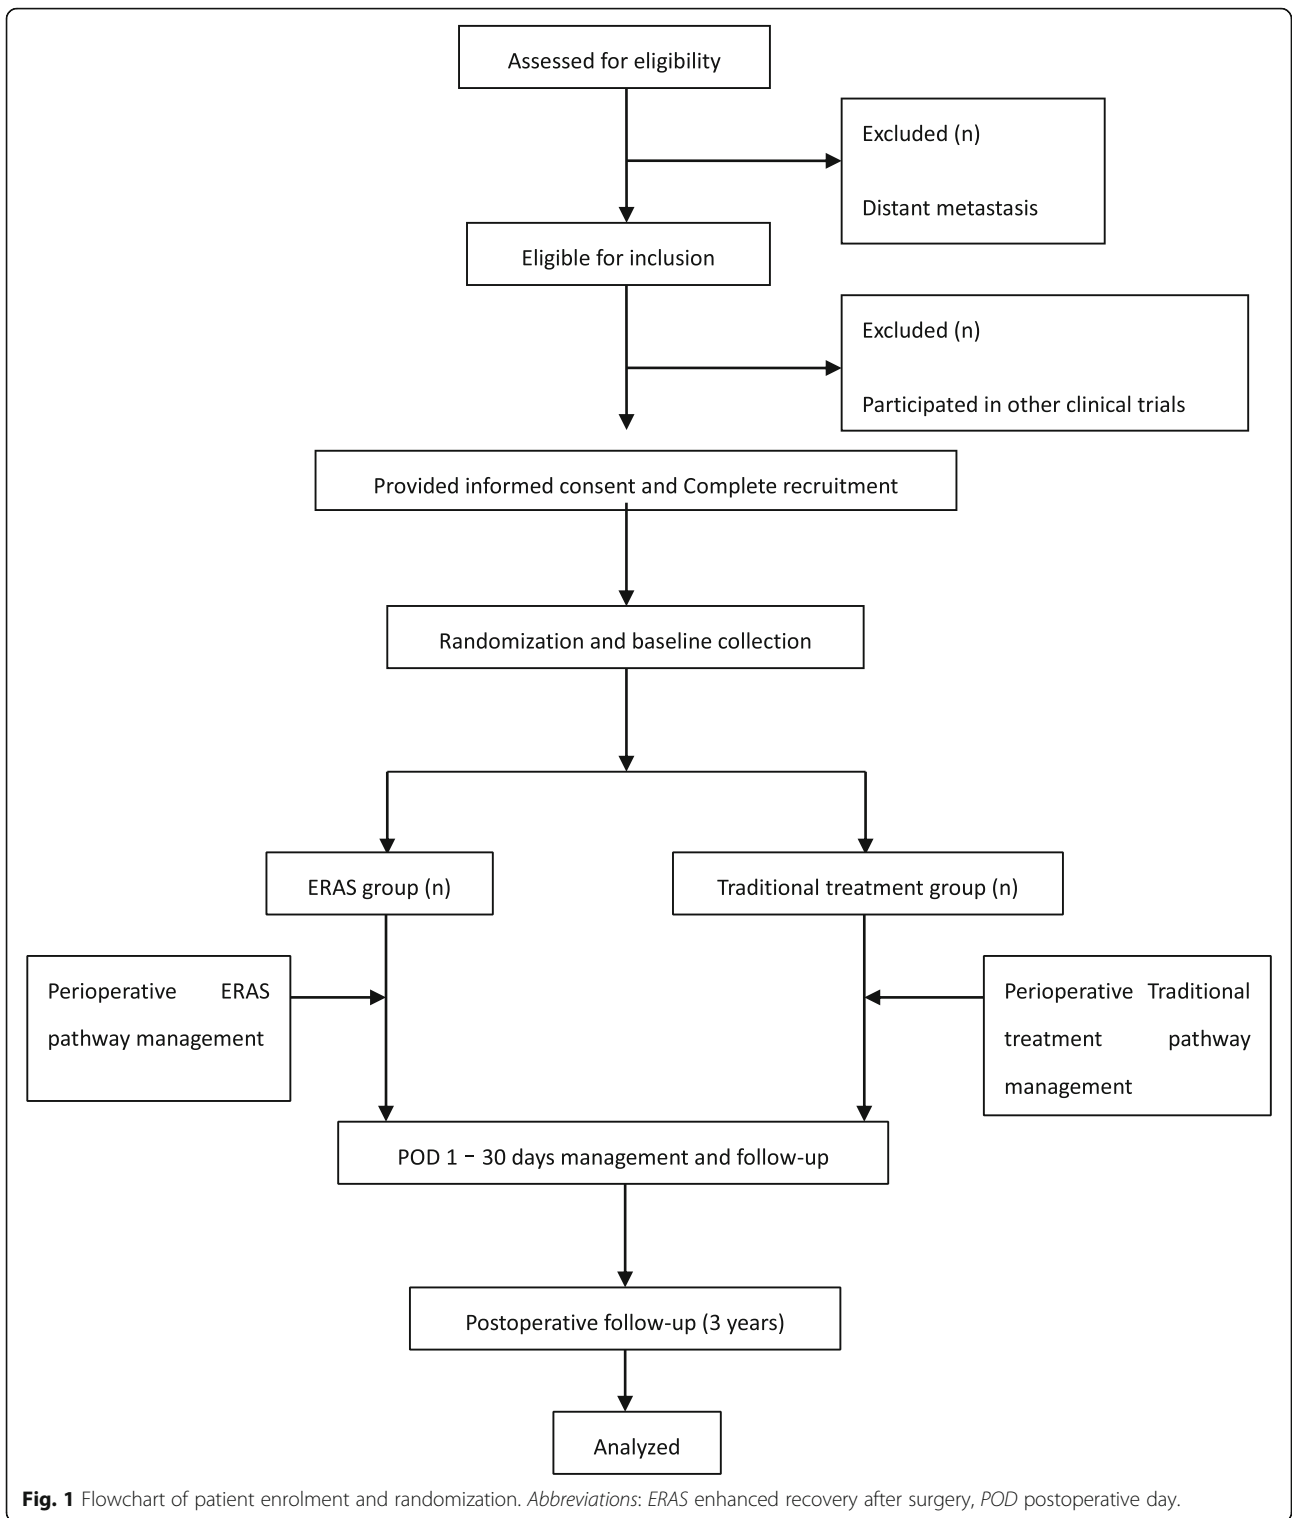 Assessed for eligibility
Excluded (n)
Distant metastasis
Eligible for inclusion
Excluded (n)
Participated in other clinical trials
Provided informed consent and Complete recruitment
Randomization and baseline collection
ERAS group (n)
Traditional treatment group (n)
Perioperative ERAS
pathway management
Perioperative Traditional
treatment pathway
management
POD 1 – 30 days management and follow-up
Postoperative follow-up (3 years)
Analyzed
Fig. 1 Flowchart of patient enrolment and randomization. Abbreviations: ERAS enhanced recovery after surgery, POD postoperative day.